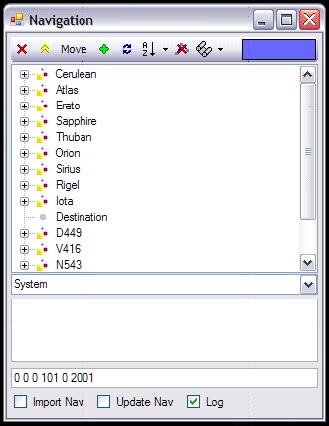 Navigation
Move
Cerulean
Atlas
Erato
Sapphire
Thuban
Orion
Sirius
Rigel
Iota
Destination
D449
V416
N543
System
0 0 0 101 0 2001
Import Nav Update Nav Log